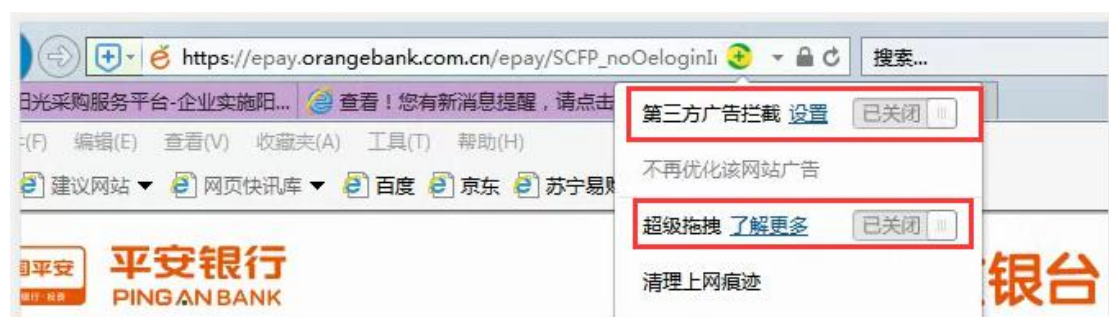 https://epay.orangebank.com.cn/epay/SCFP_noOeloginIn
搜索...
日光采购服务平台-企业实施阳...
查看！您有新消息提醒，请点击
第三方广告拦截 设置 已关闭
(F) 编辑(E) 查看(V) 收藏夹(A) 工具(T) 帮助(H)
不再优化该网站广告
建议网站 网页快讯库 百度 京东 苏宁易购
超级拖拽 了解更多 已关闭
平安
平安银行
PING AN BANK
清理上网痕迹
银台